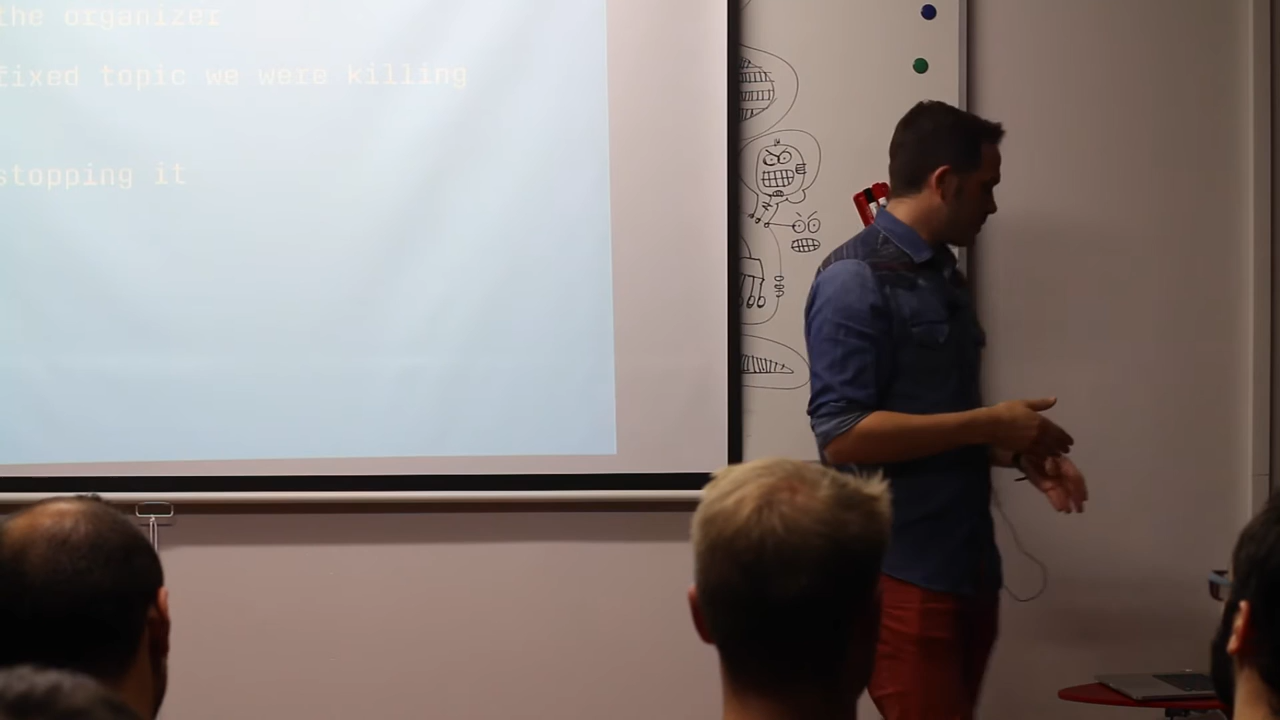 the organizer
fixed topic we were killing
stopping it